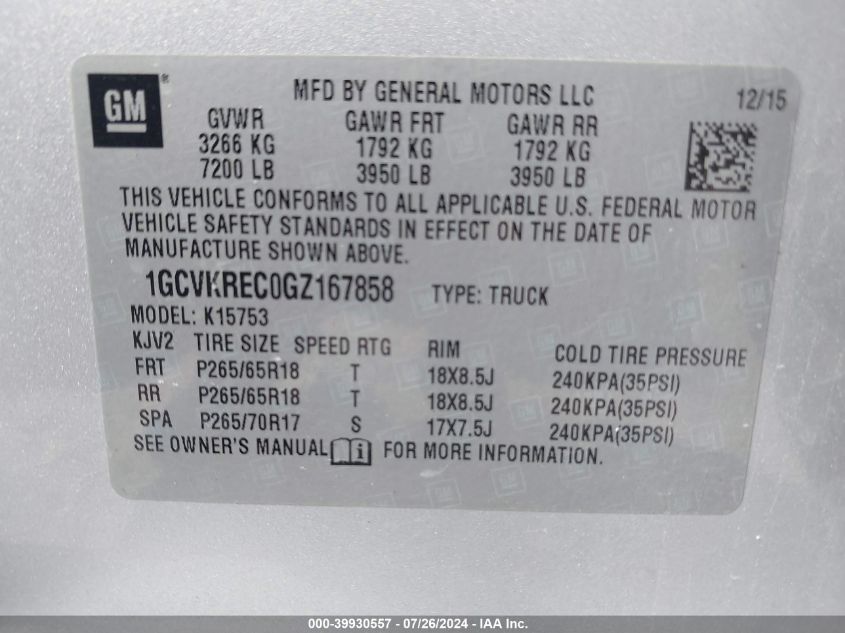 GM ®
MFD BY GENERAL MOTORS LLC 12/15
GVWR GAWR FRT GAWR RR
3266 KG 1792 KG 1792 KG
7200 LB 3950 LB 3950 LB
THIS VEHICLE CONFORMS TO ALL APPLICABLE U.S. FEDERAL MOTOR
VEHICLE SAFETY STANDARDS IN EFFECT ON THE DATE OF
MANUFACTURE SHOWN ABOVE.
1GCVKREC0GZ167858 TYPE: TRUCK
MODEL: K15753
KJV2 TIRE SIZE SPEED RTG RIM COLD TIRE PRESSURE
FRT P265/65R18 T 18X8.5J 240KPA(35PSI)
RR P265/65R18 T 18X8.5J 240KPA(35PSI)
SPA P265/70R17 S 17X7.5J 240KPA(35PSI)
SEE OWNER'S MANUAL i FOR MORE INFORMATION.
000-39930557 - 07/26/2024 - Copyright © 2024 IAA, Inc.